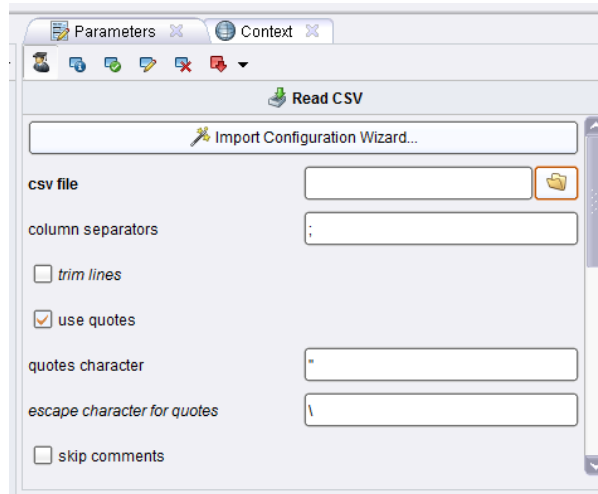 Parameters Context
Read CSV
Import Configuration Wizard...
csv file
column separators ;
trim lines
use quotes
quotes character "
escape character for quotes \
skip comments